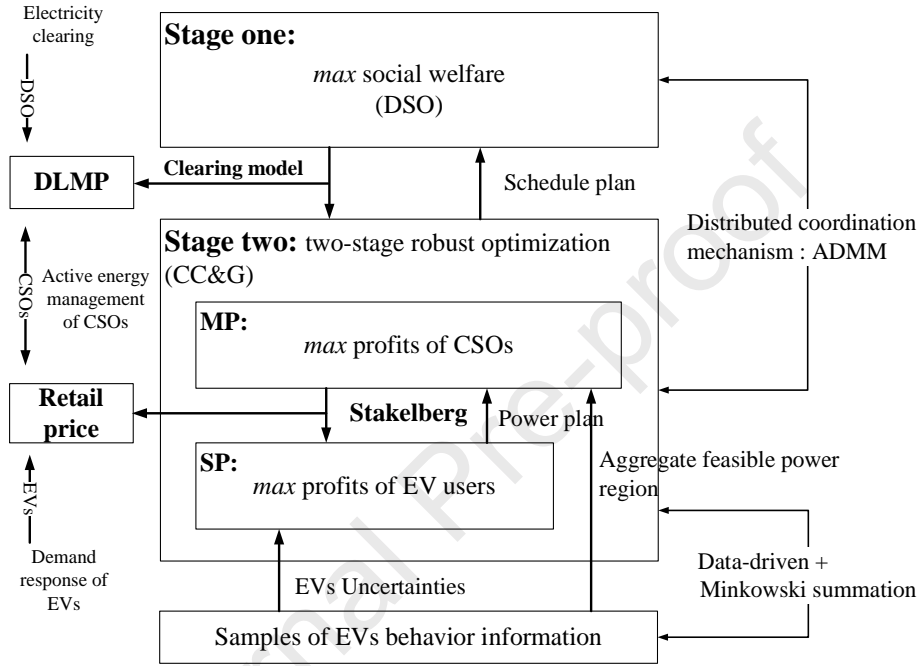 Electricity
clearing
DSO
DLMP
CSOs
Active energy
management
of CSOs
Retail
price
EVs
Demand
response of
EVs
Stage one:
max social welfare
(DSO)
Clearing model
Schedule plan
Stage two: two-stage robust optimization
(CC&G)
MP:
max profits of CSOs
Stakelberg
Power plan
SP:
max profits of EV users
Aggregate feasible power
region
EVs Uncertainties
Samples of EVs behavior information
Distributed coordination
mechanism : ADMM
Data-driven +
Minkowski summation
rnal Pre-proof